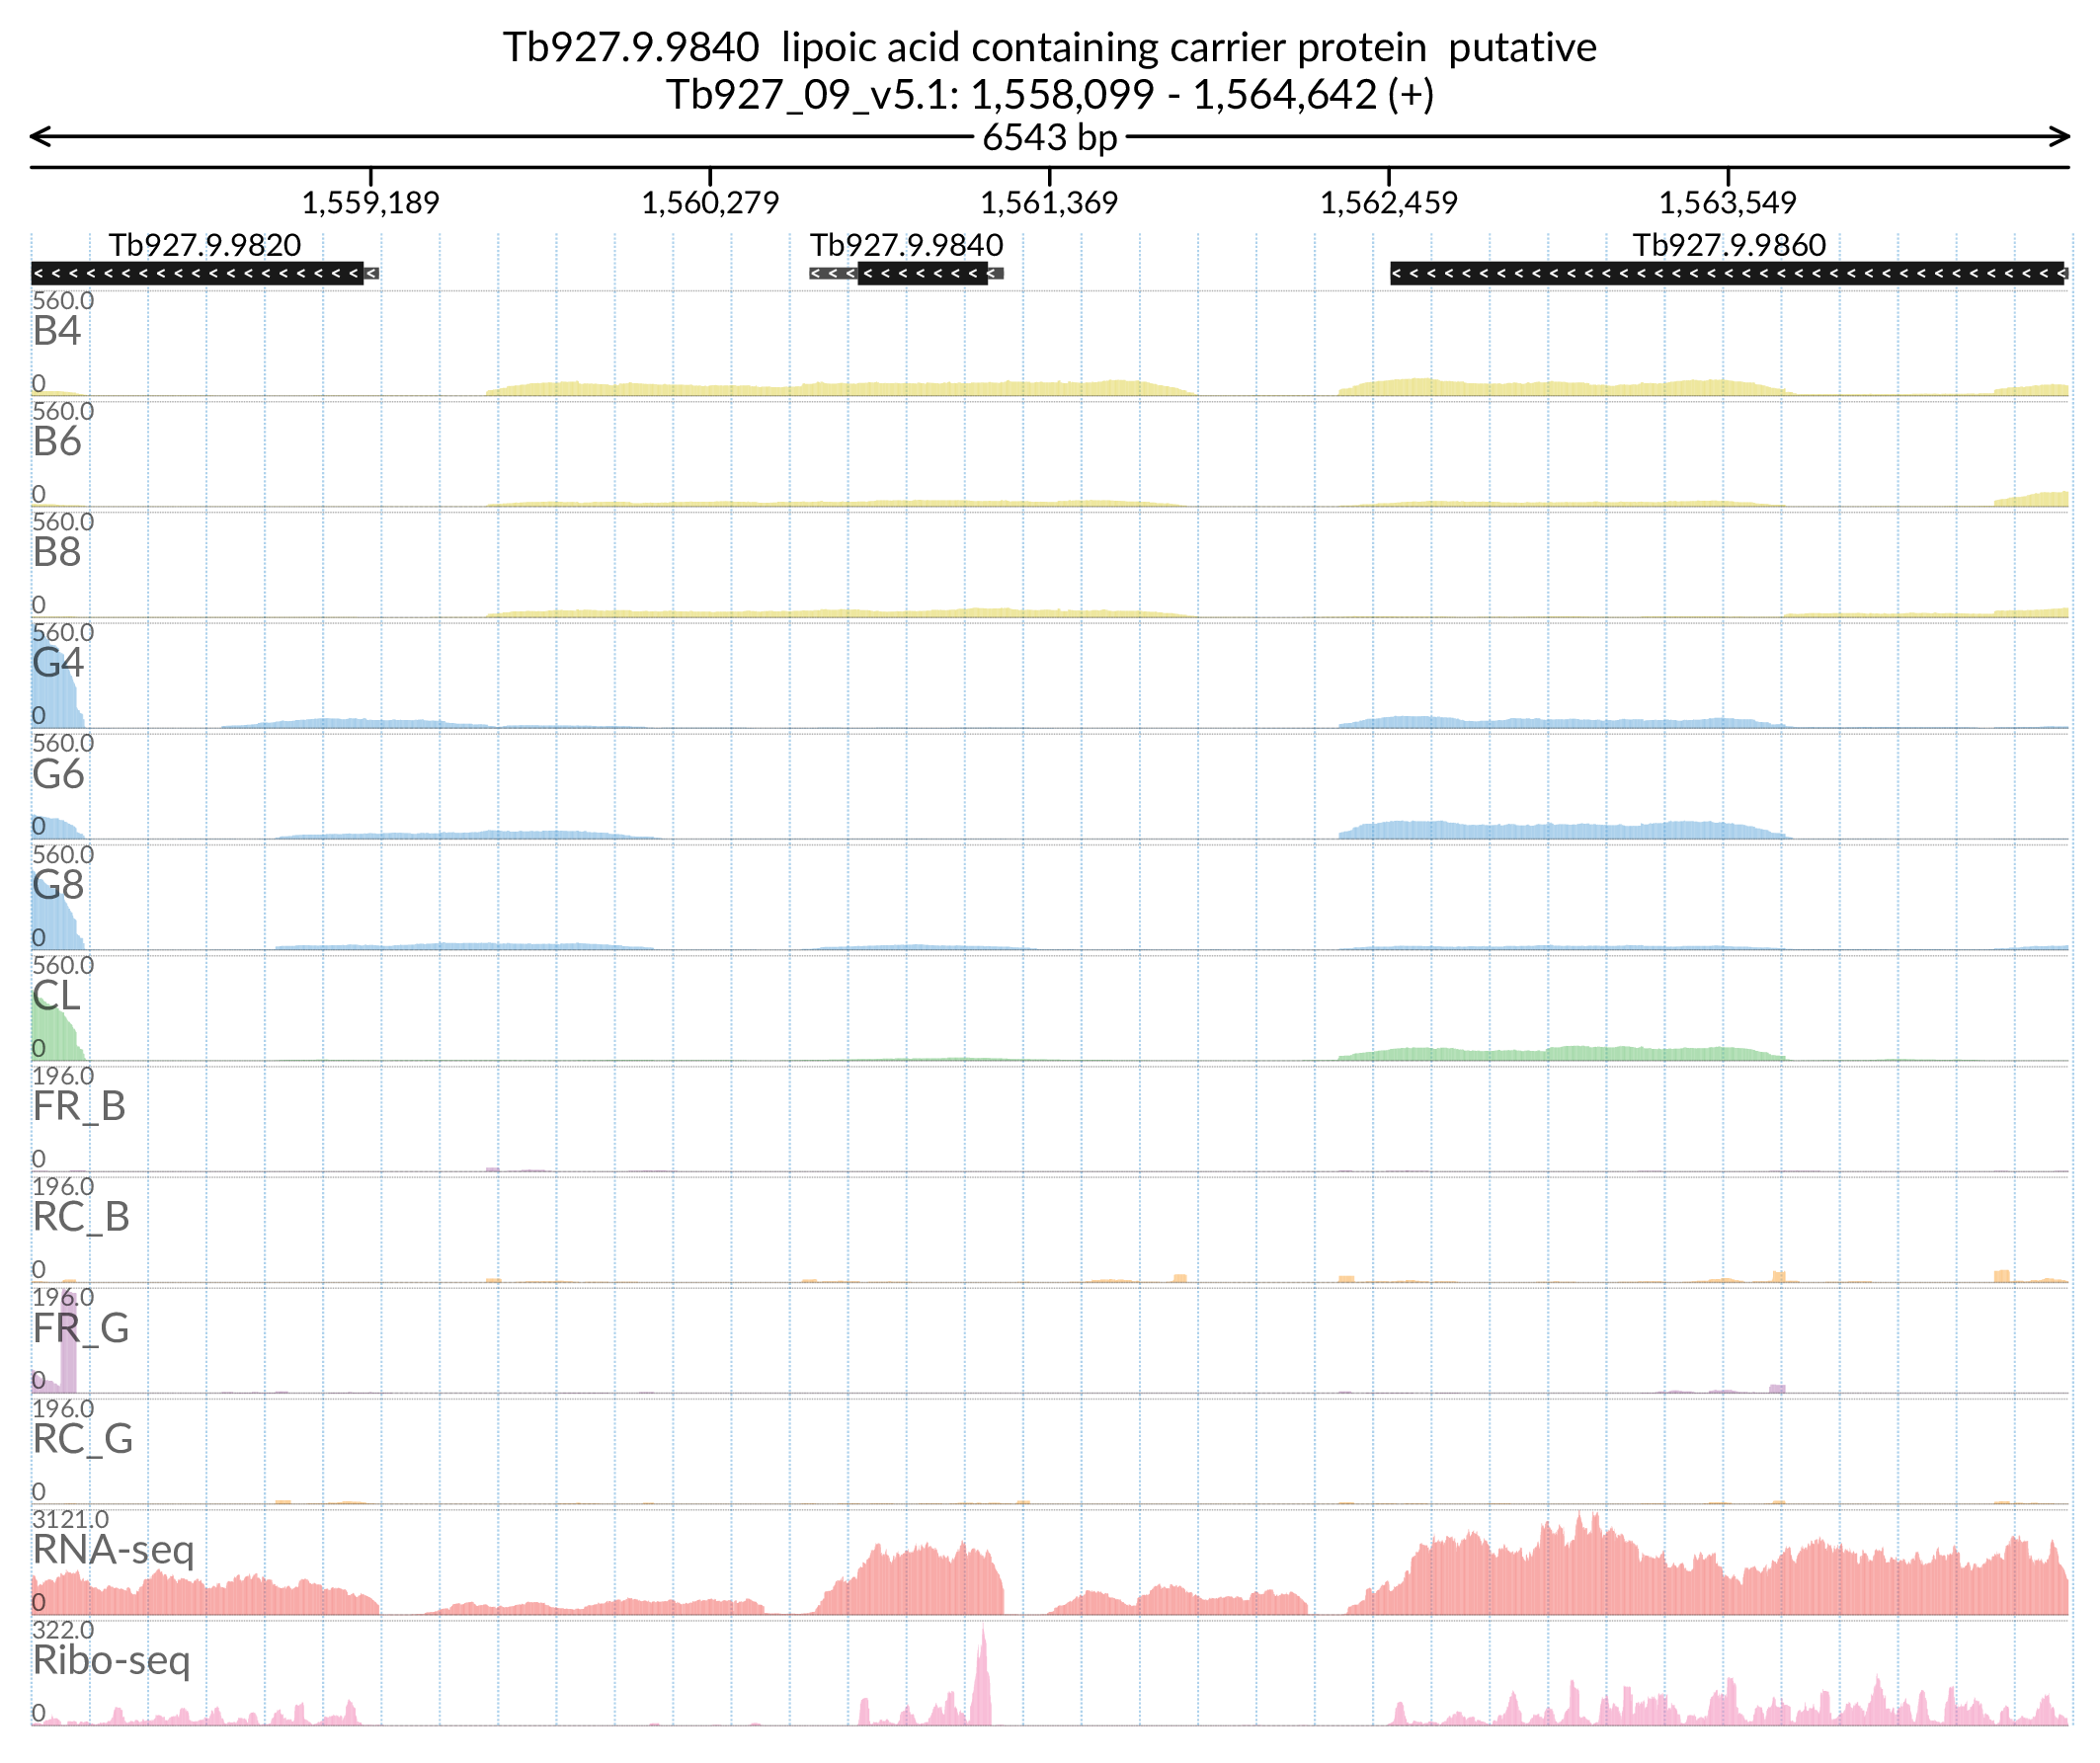 Tb927.9.9840  lipoic acid containing carrier protein  putative
Tb927_09_v5.1: 1,558,099 - 1,564,642 (+)
6543 bp
1,559,189 1,560,279 1,561,369 1,562,459 1,563,549
Tb927.9.9820 Tb927.9.9840 Tb927.9.9860
560.0
B4
0
560.0
B6
0
560.0
B8
0
560.0
G4
0
560.0
G6
0
560.0
G8
0
560.0
CL
0
196.0
FR_B
0
196.0
RC_B
0
196.0
FR_G
0
196.0
RC_G
0
3121.0
RNA-seq
0
322.0
Ribo-seq
0